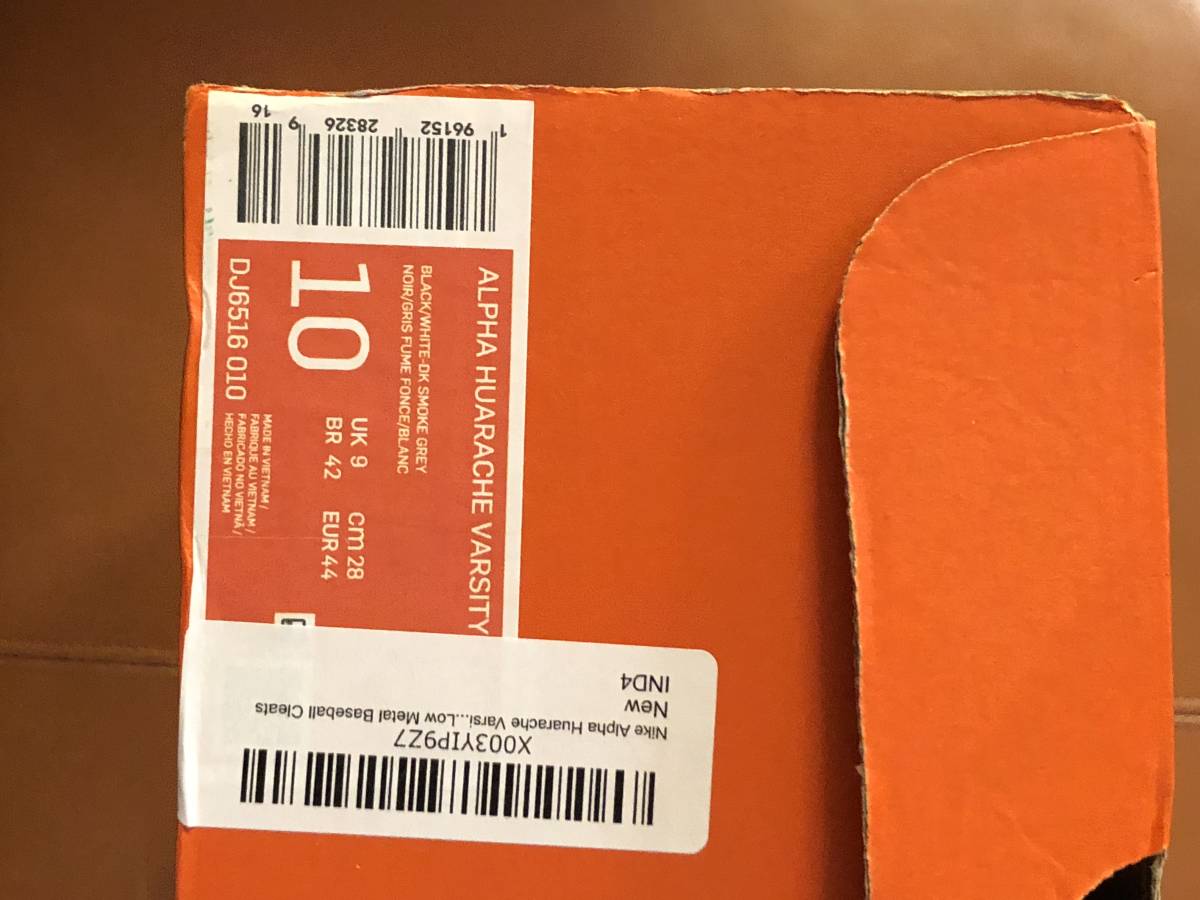 1 96152 28326 9 16
ALPHA HUARACHE VARSITY
BLACK/WHITE-DK SMOKE GREY
NOIR/GRIS FUME FONCE/BLANC
10
UK 9 cm 28
BR 42 EUR 44
MADE IN VIETNAM /
FABRIQUE AU VIETNAM /
FABRICADO NO VIETNÃ /
HECHO EN VIETNAM
DJ6516 010
X003YIP9Z7
Nike Alpha Huarache Varsi...Low Metal Baseball Cleats
New
IND4